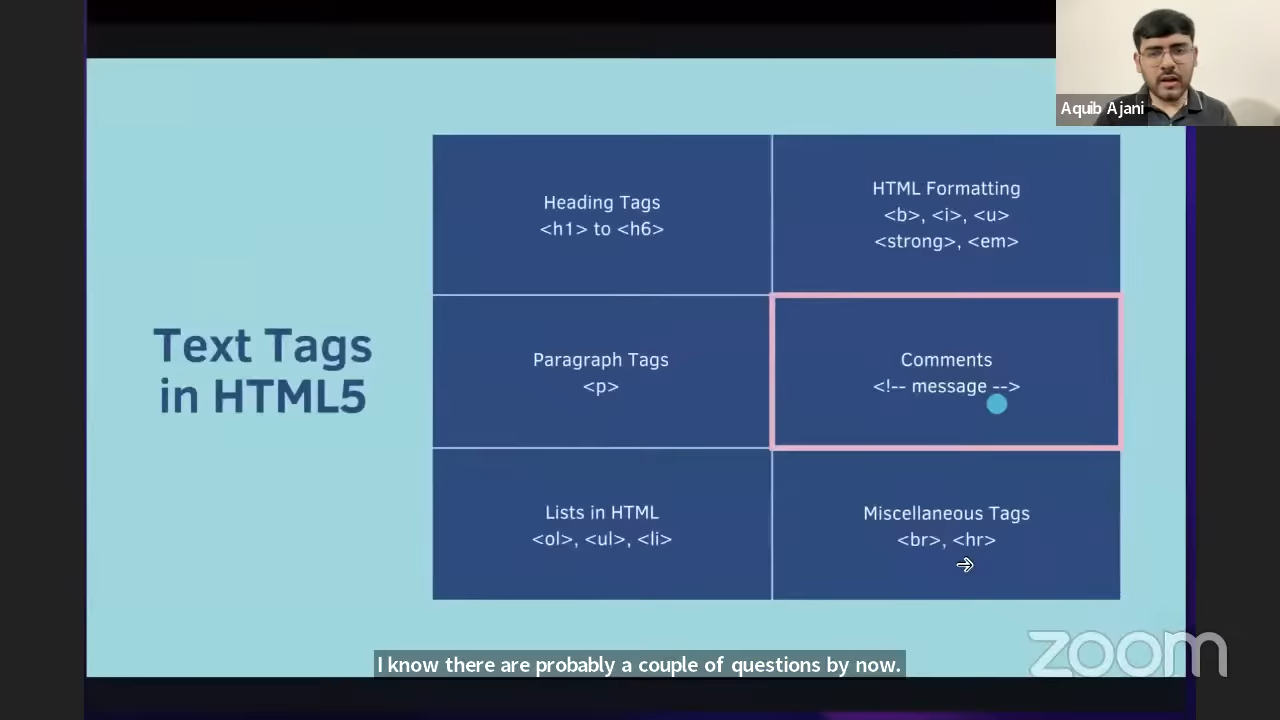 Aquib Ajani
Text Tags
in HTML5
Heading Tags
<h1> to <h6>
HTML Formatting
<b>, <i>, <u>
<strong>, <em>
Paragraph Tags
<p>
Comments
<!-- message -->
Lists in HTML
<ol>, <ul>, <li>
Miscellaneous Tags
<br>, <hr>
I know there are probably a couple of questions by now.
zoom